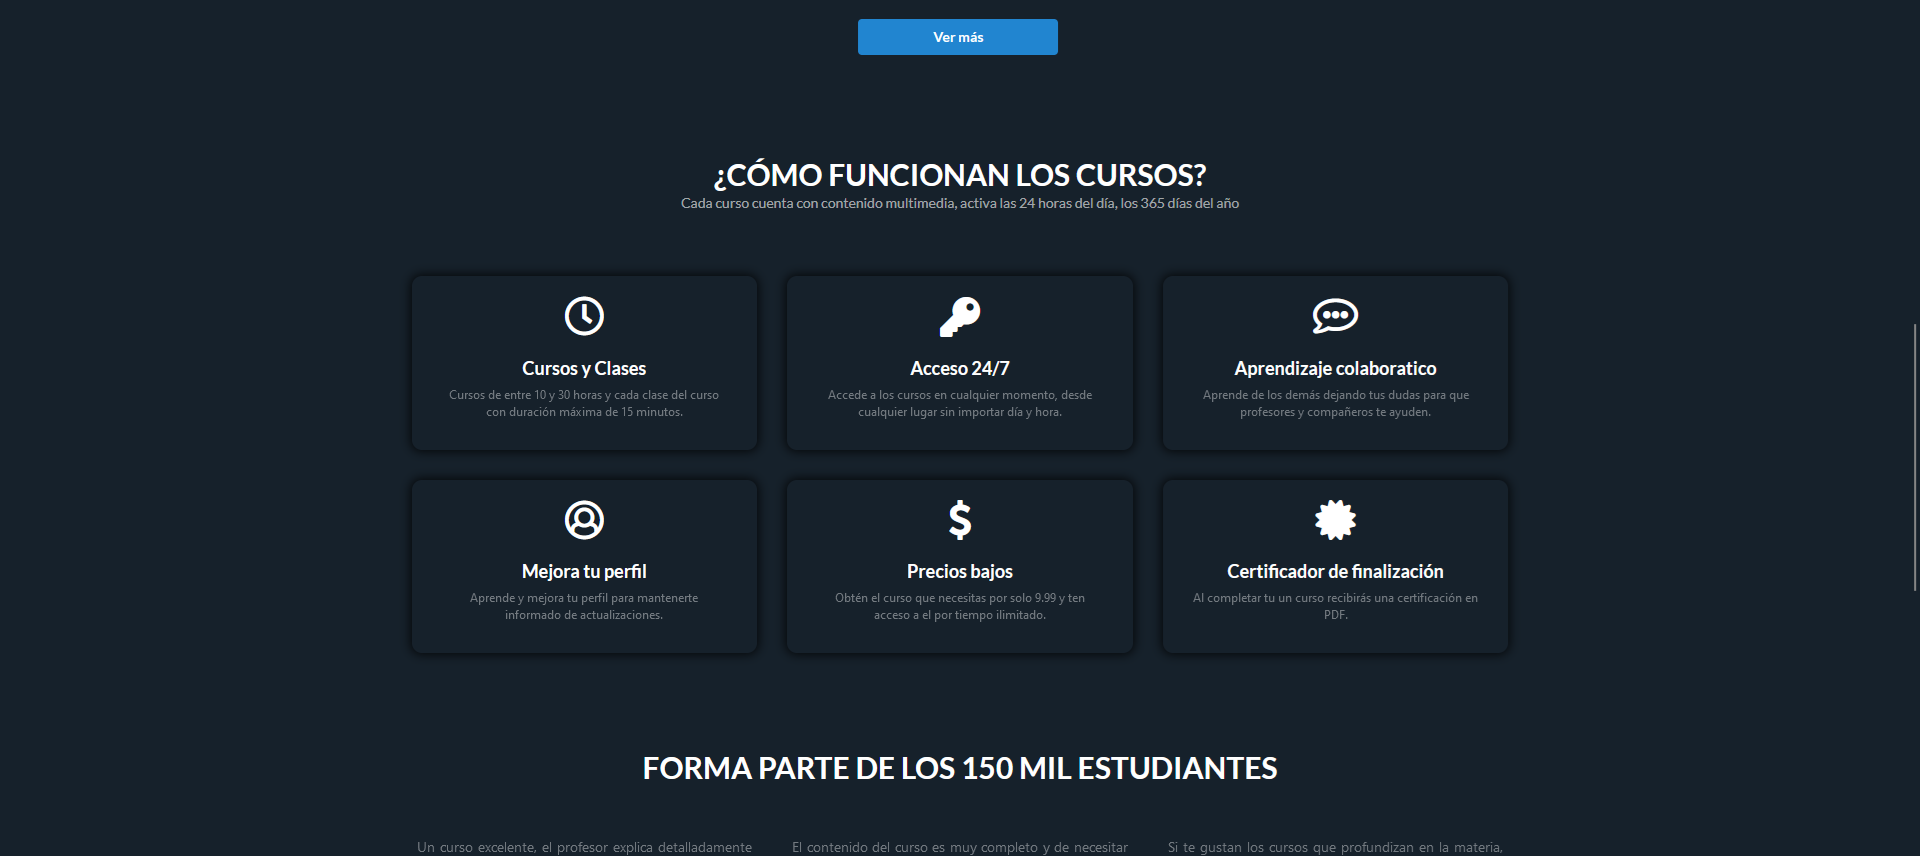 Ver más
¿CÓMO FUNCIONAN LOS CURSOS?
Cada curso cuenta con contenido multimedia, activa las 24 horas del día, los 365 días del año
Cursos y Clases
Cursos de entre 10 y 30 horas y cada clase del curso
con duración máxima de 15 minutos.
Acceso 24/7
Accede a los cursos en cualquier momento, desde
cualquier lugar sin importar día y hora.
Aprendizaje colaboratico
Aprende de los demás dejando tus dudas para que
profesores y compañeros te ayuden.
Mejora tu perfil
Aprende y mejora tu perfil para mantenerte
informado de actualizaciones.
Precios bajos
Obtén el curso que necesitas por solo 9.99 y ten
acceso a el por tiempo ilimitado.
Certificador de finalización
Al completar tu un curso recibirás una certificación en
PDF.
FORMA PARTE DE LOS 150 MIL ESTUDIANTES
Un curso excelente, el profesor explica detalladamente
El contenido del curso es muy completo y de necesitar
Si te gustan los cursos que profundizan en la materia,